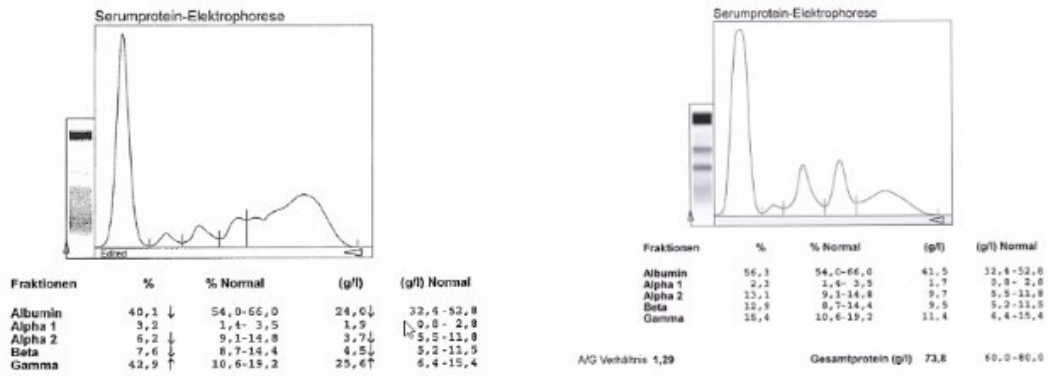 Serumprotein-Elektrophorese
Edited
Fraktionen % % Normal (g/l) (g/l) Normal
Albumin 40,1 ↓ 54,0-66,0 24,0↓ 32,4-52,8
Alpha 1 3,2 1,4- 3,5 1,9 0,8- 2,8
Alpha 2 6,2 ↓ 9,1-14,8 3,7↓ 5,5-11,8
Beta 7,6 ↓ 8,7-14,4 4,5↓ 5,2-11,5
Gamma 42,9 ↑ 10,6-19,2 25,6↑ 6,4-15,4
Serumprotein-Elektrophorese
Fraktionen % % Normal (g/l) (g/l) Normal
Albumin 56,3 54,0-66,0 41,5 32,4-52,8
Alpha 1 2,3 1,4- 3,5 1,7 0,8- 2,8
Alpha 2 13,1 9,1-14,8 9,7 5,5-11,8
Beta 12,9 8,7-14,4 9,5 5,2-11,5
Gamma 15,4 10,6-19,2 11,4 6,4-15,4
A/G Verhältnis 1,29 Gesamtprotein (g/l) 73,8 60,0-80,0